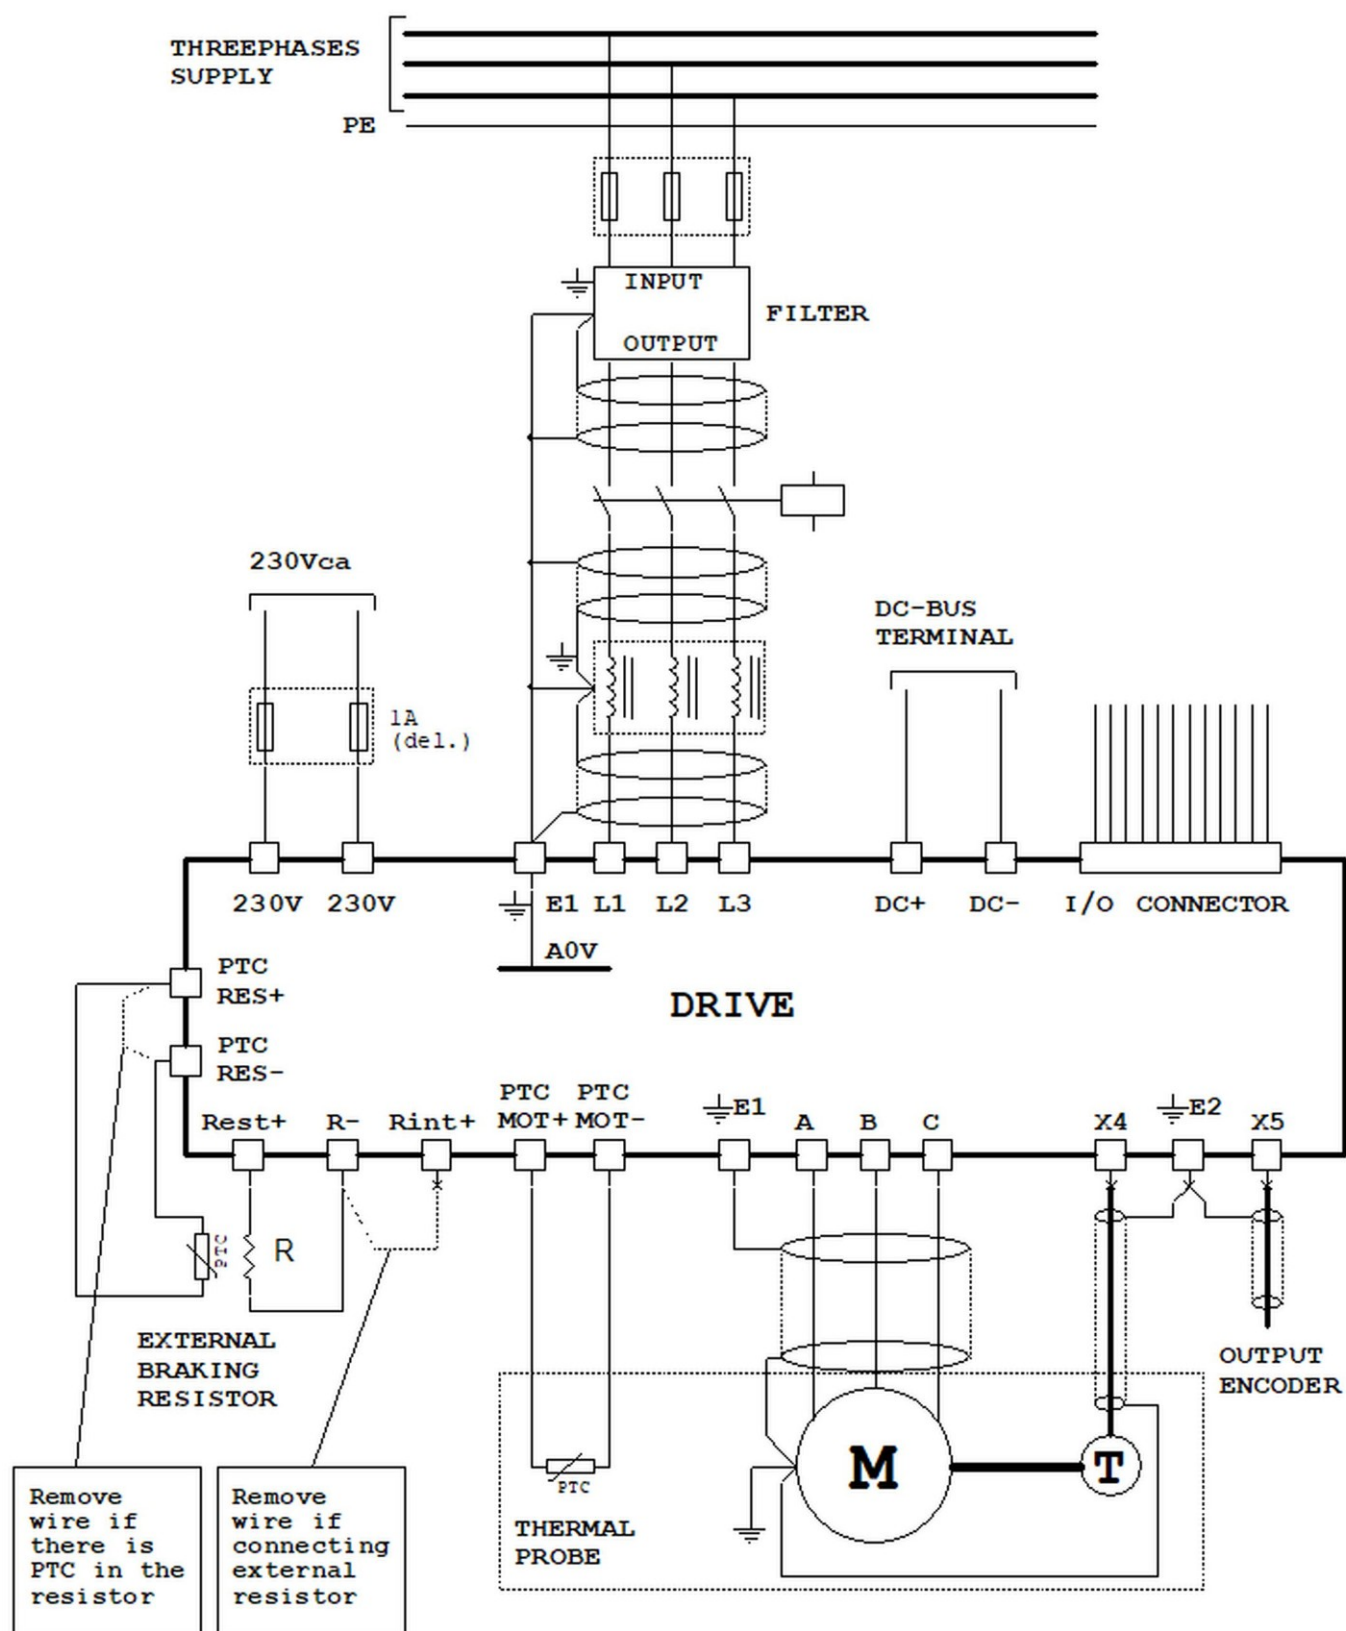 THREEPHASES
SUPPLY
PE
INPUT
FILTER
OUTPUT
230Vca
DC-BUS
TERMINAL
1A
(del.)
230V 230V E1 L1 L2 L3 DC+ DC- I/O CONNECTOR
A0V
PTC
RES+
DRIVE
PTC
RES-
PTC PTC
MOT+ MOT-
Rest+ R- Rint+ E1 A B C X4 E2 X5
PTC
R
EXTERNAL
BRAKING
RESISTOR
OUTPUT
ENCODER
M
T
PTC
THERMAL
PROBE
Remove
wire if
there is
PTC in the
resistor
Remove
wire if
connecting
external
resistor